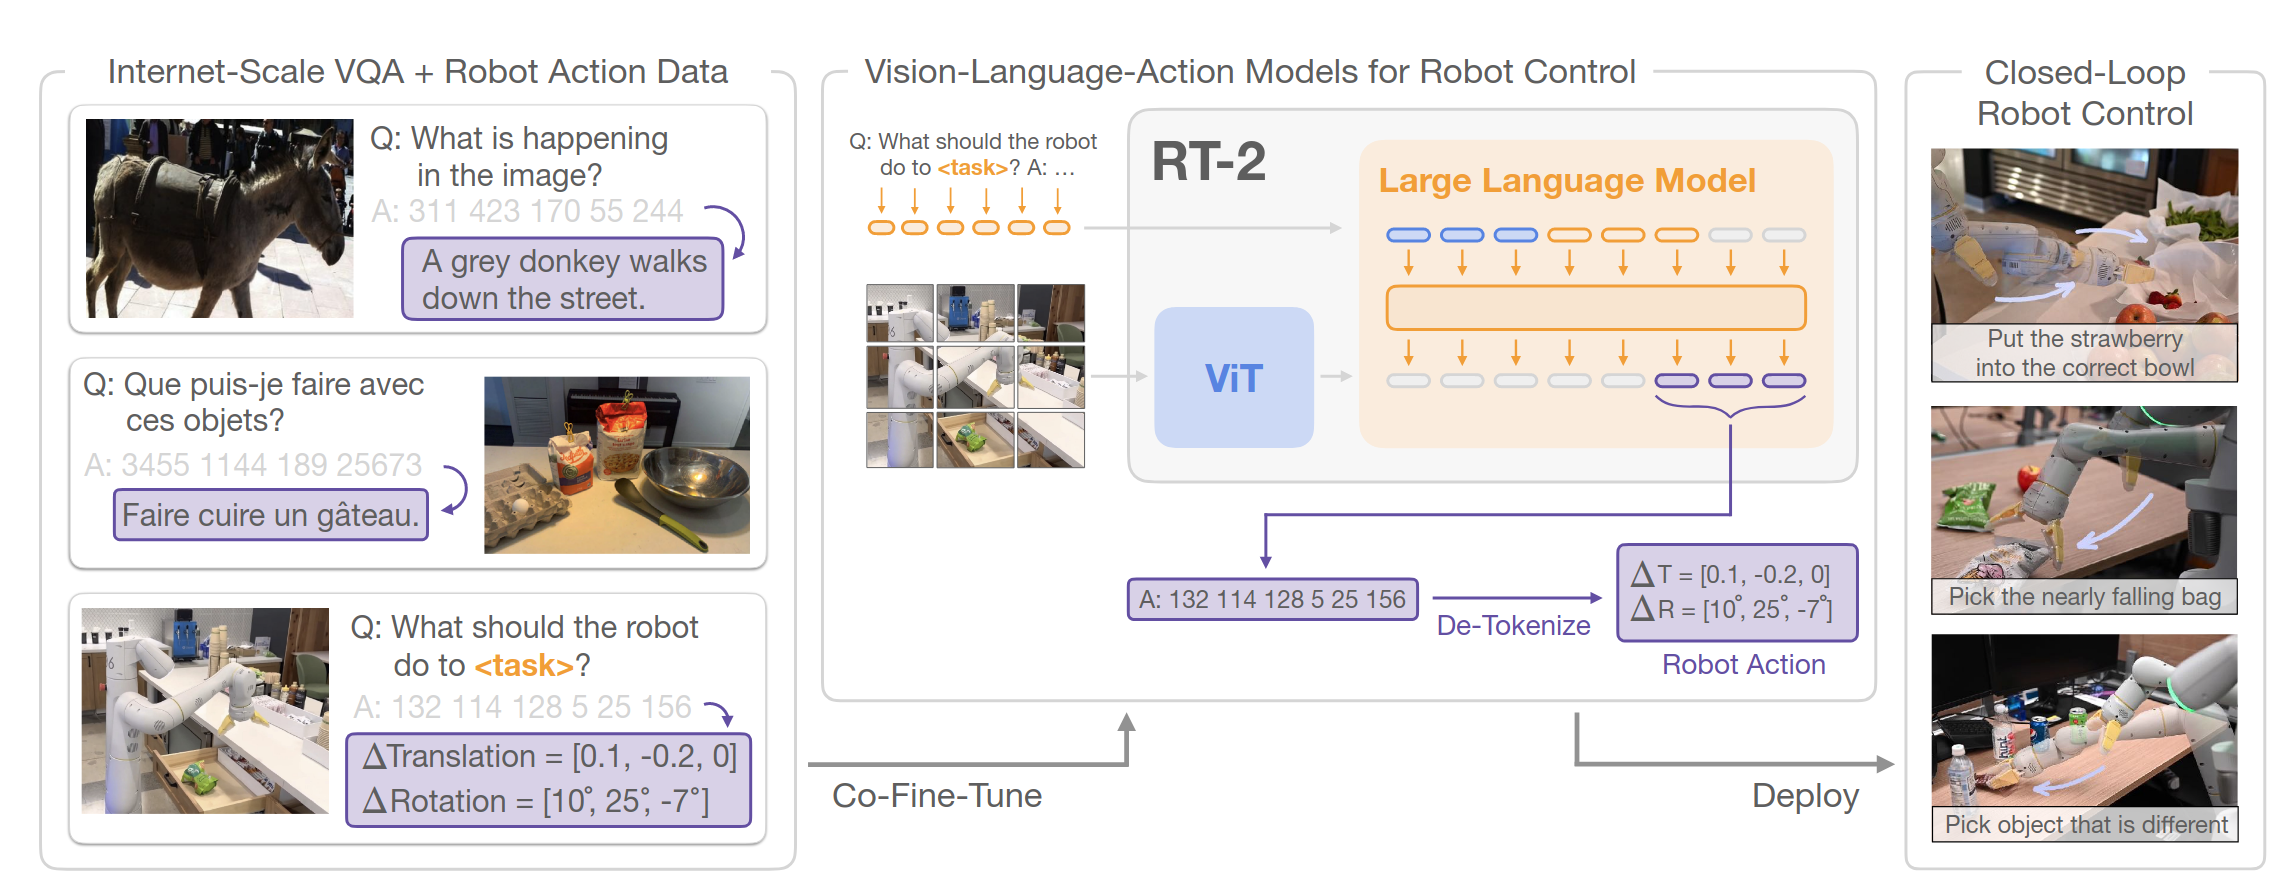 Internet-Scale VQA + Robot Action Data
Q: What is happening
in the image?
A: 311 423 170 55 244
A grey donkey walks
down the street.
Q: Que puis-je faire avec
ces objets?
A: 3455 1144 189 25673
Faire cuire un gâteau.
Q: What should the robot
do to <task>?
A: 132 114 128 5 25 156
ΔTranslation = [0.1, -0.2, 0]
ΔRotation = [10°, 25°, -7°]
Co-Fine-Tune
Vision-Language-Action Models for Robot Control
Q: What should the robot
do to <task>? A: ...
RT-2
Large Language Model
ViT
A: 132 114 128 5 25 156
De-Tokenize
ΔT = [0.1, -0.2, 0]
ΔR = [10°, 25°, -7°]
Robot Action
Deploy
Closed-Loop
Robot Control
Put the strawberry
into the correct bowl
Pick the nearly falling bag
Pick object that is different